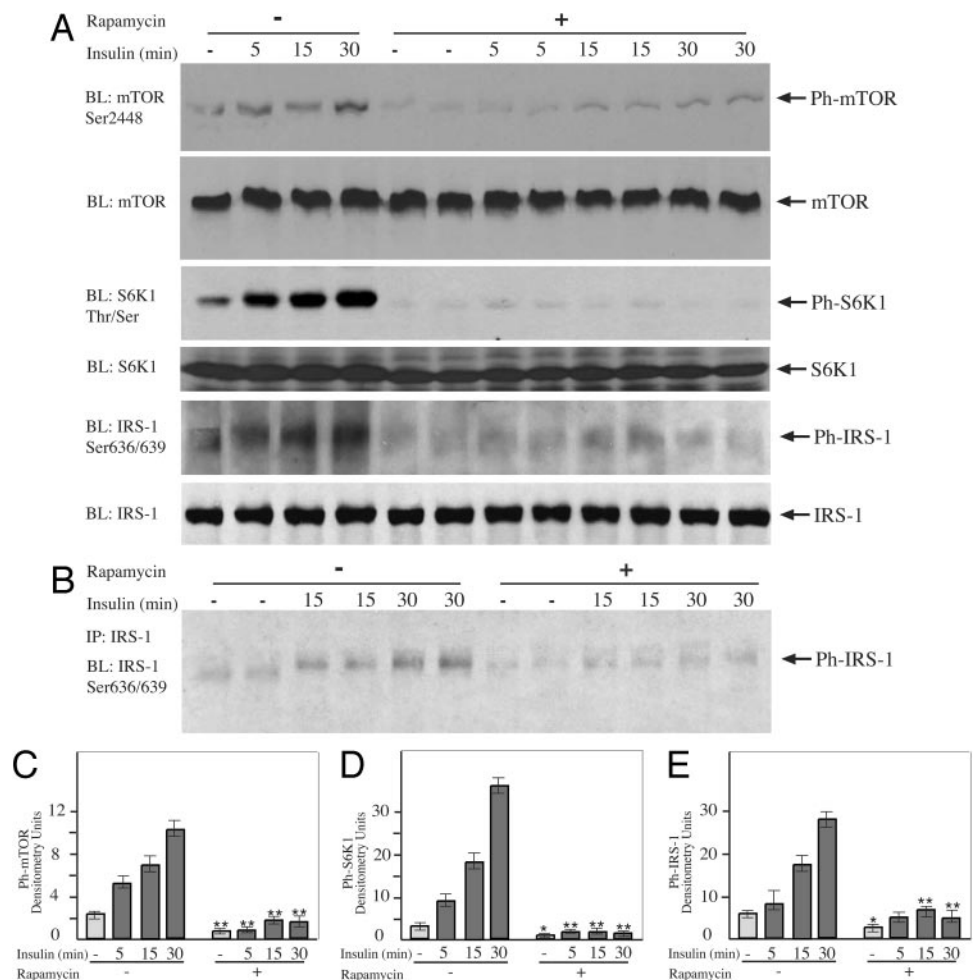 A
Rapamycin - +
Insulin (min) - 5 15 30 - - 5 5 15 15 30 30
BL: mTOR
Ser2448
Ph-mTOR
BL: mTOR
mTOR
BL: S6K1
Thr/Ser
Ph-S6K1
BL: S6K1
S6K1
BL: IRS-1
Ser636/639
Ph-IRS-1
BL: IRS-1
IRS-1
B
Rapamycin - +
Insulin (min) - - 15 15 30 30 - - 15 15 30 30
IP: IRS-1
BL: IRS-1
Ser636/639
Ph-IRS-1
C
Ph-mTOR
Densitometry Units
12
8
4
0
** ** ** **
Insulin (min) - 5 15 30 - 5 15 30
Rapamycin - +
D
Ph-S6K1
Densitometry Units
30
20
10
0
* ** ** **
Insulin (min) - 5 15 30 - 5 15 30
Rapamycin - +
E
Ph-IRS-1
Densitometry Units
30
20
10
0
* ** **
Insulin (min) - 5 15 30 - 5 15 30
Rapamycin - +